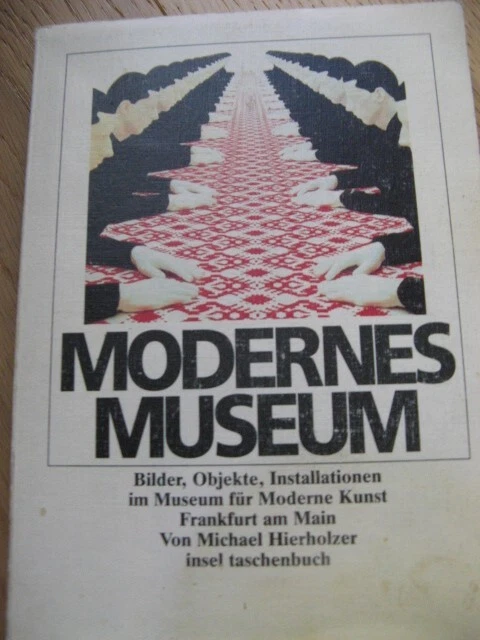 MODERNES
MUSEUM
Bilder, Objekte, Installationen
im Museum für Moderne Kunst
Frankfurt am Main
Von Michael Hierholzer
insel taschenbuch